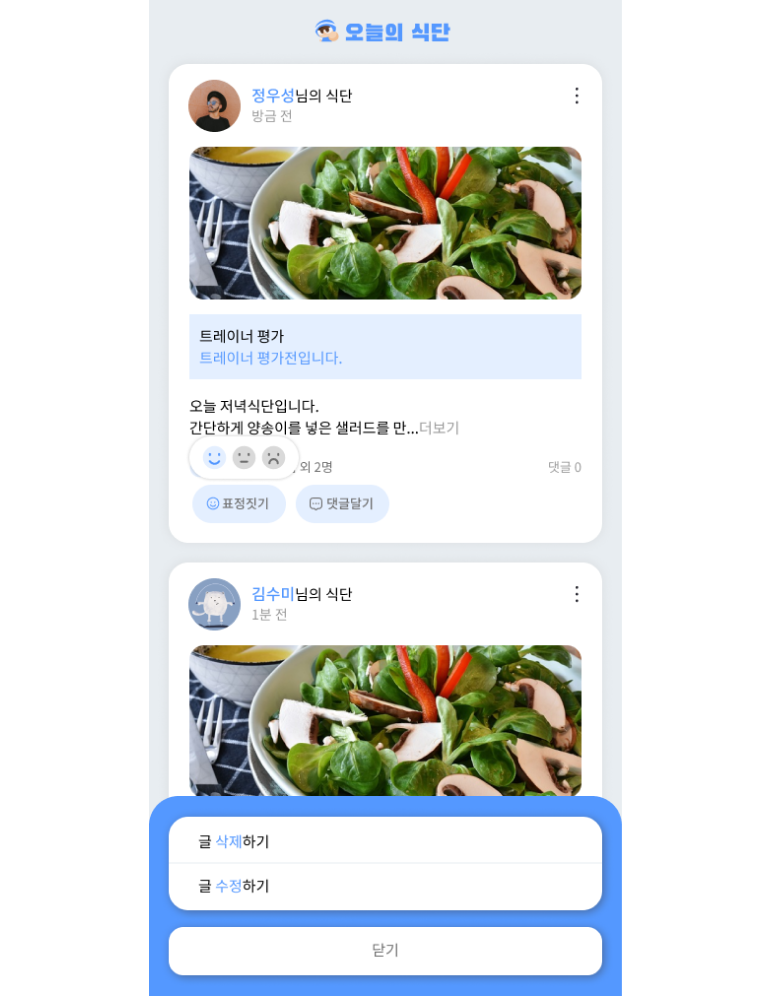 오늘의 식단
정우성님의 식단
방금 전
트레이너 평가
트레이너 평가전입니다.
오늘 저녁식단입니다.
간단하게 양송이를 넣은 샐러드를 만...더보기
외 2명
댓글 0
표정짓기
댓글달기
김수미님의 식단
1분 전
글 삭제하기
글 수정하기
닫기